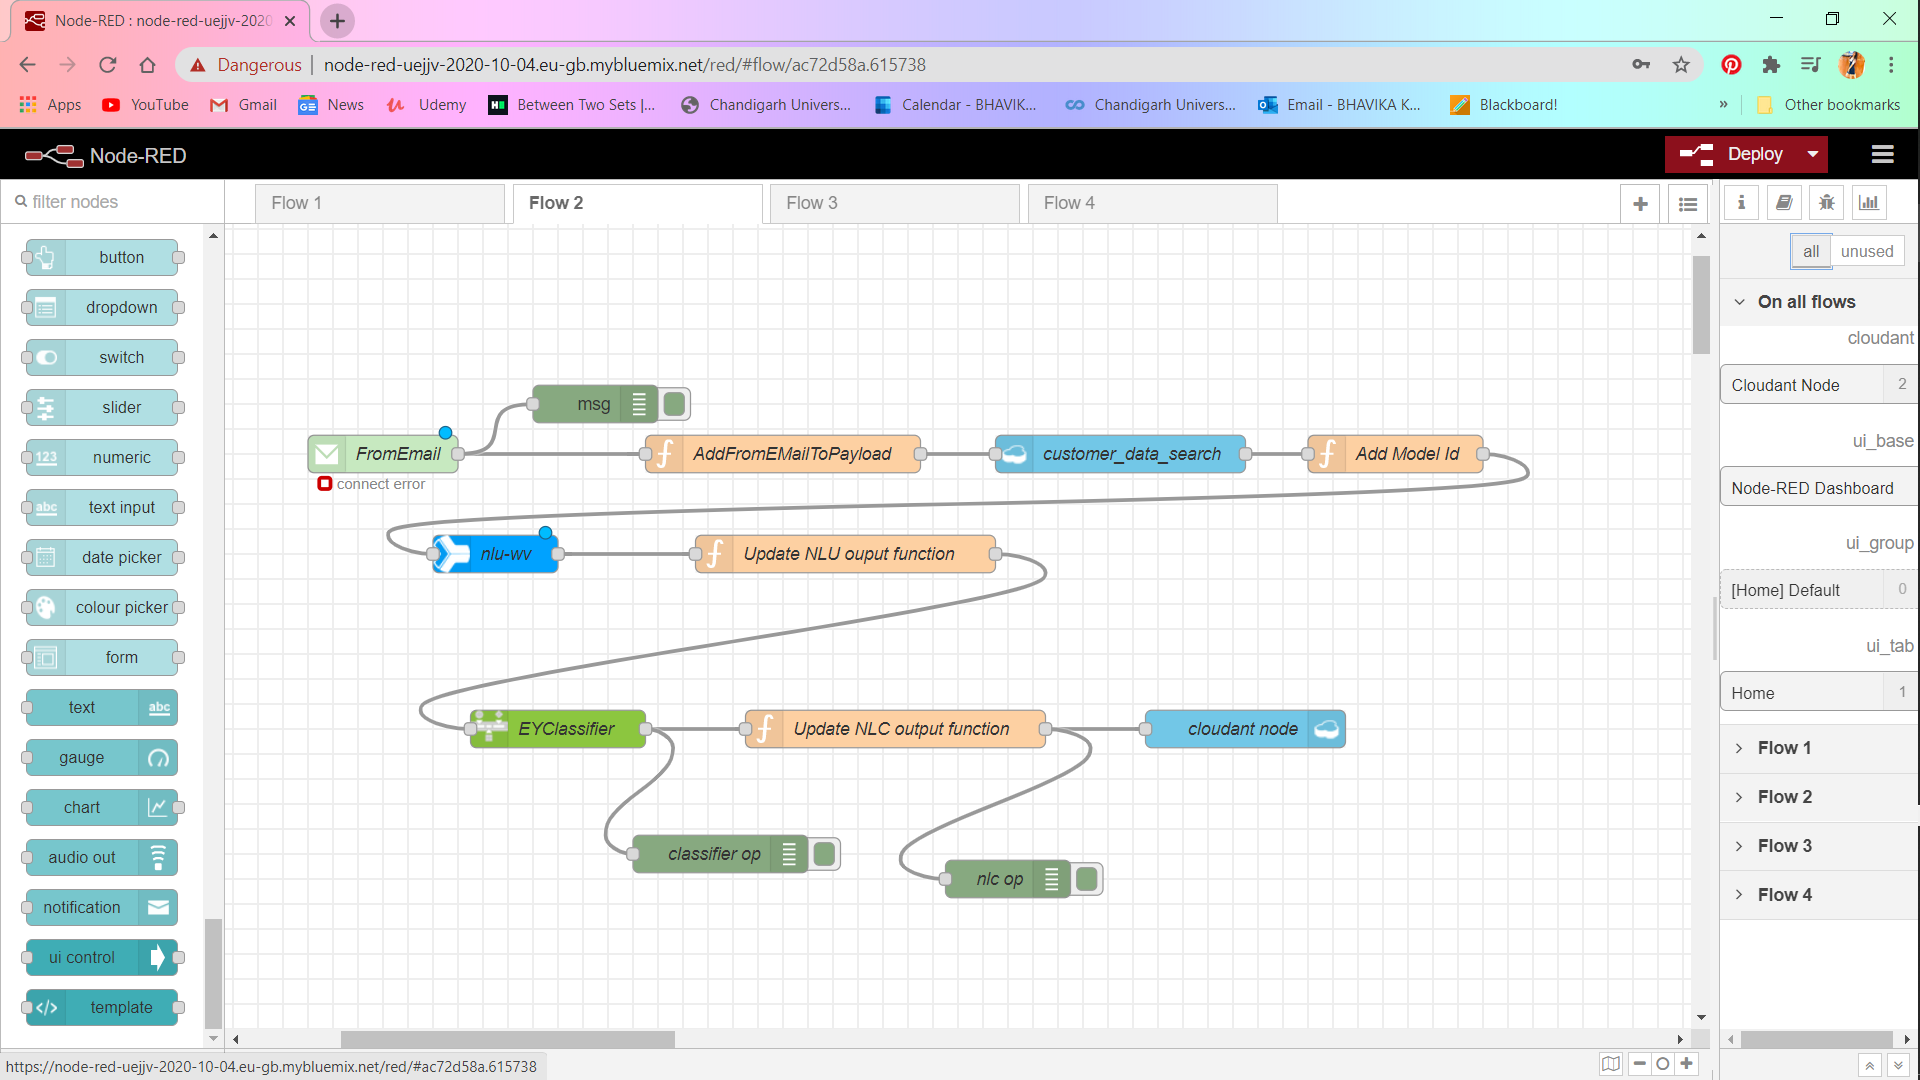 Node-RED : node-red-uejjv-2020
Dangerous | node-red-uejjv-2020-10-04.eu-gb.mybluemix.net/red/#flow/ac72d58a.615738
Apps YouTube Gmail News Udemy Between Two Sets |... Chandigarh Univers... Calendar - BHAVIK... Chandigarh Univers... Email - BHAVIKA K... Blackboard! » Other bookmarks
Node-RED Deploy
filter nodes
Flow 1 Flow 2 Flow 3 Flow 4
button
dropdown
switch
slider
123 numeric
abc text input
date picker
colour picker
form
text abc
gauge
chart
audio out
notification
ui control
</> template
msg
FromEmail AddFromEMailToPayload customer_data_search Add Model Id
connect error
nlu-wv Update NLU ouput function
EYClassifier Update NLC output function cloudant node
classifier op
nlc op
all unused
On all flows
cloudant
Cloudant Node 2
ui_base
Node-RED Dashboard
ui_group
[Home] Default 0
ui_tab
Home 1
Flow 1
Flow 2
Flow 3
Flow 4
https://node-red-uejjv-2020-10-04.eu-gb.mybluemix.net/red/#ac72d58a.615738